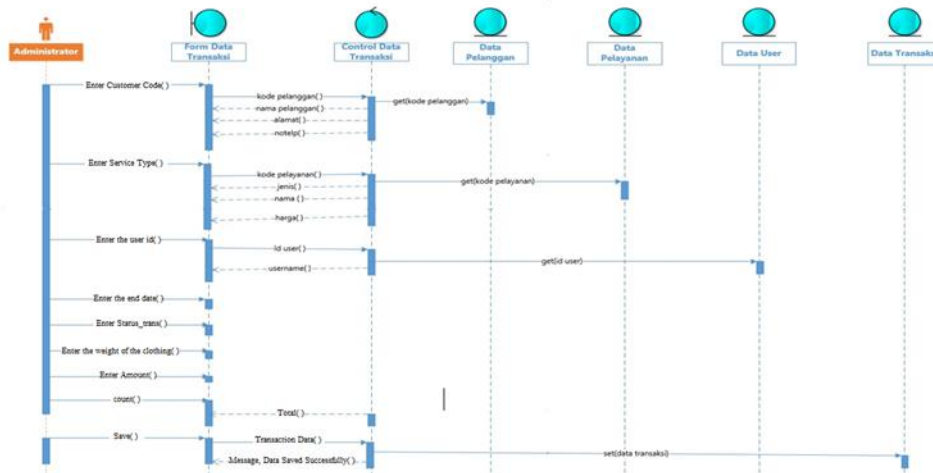 Administrator
Form Data
Transaksi
Control Data
Transaksi
Data
Pelanggan
Data
Pelayanan
Data User
Data Transaksi
Enter Customer Code( )
kode pelanggan( )
nama pelanggan( )
alamat( )
notelp( )
get(kode pelanggan)
Enter Service Type( )
kode pelayanan( )
jenis( )
nama ( )
harga( )
get(kode pelayanan)
Enter the user id( )
Id user( )
username( )
get(id user)
Enter the end date( )
Enter Status_trans( )
Enter the weight of the clothing( )
Enter Amount( )
count( )
Total( )
Save( )
Transaction Data( )
Message, Data Saved Successfully( )
set(data transaksi)